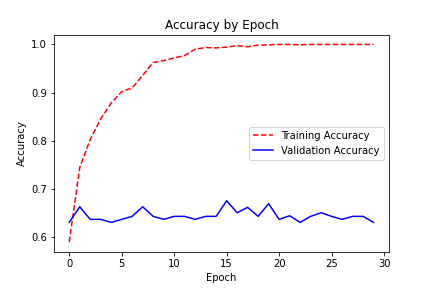 Accuracy by Epoch
1.0
0.9
0.8
0.7
0.6
Accuracy
Training Accuracy
Validation Accuracy
0 5 10 15 20 25 30
Epoch